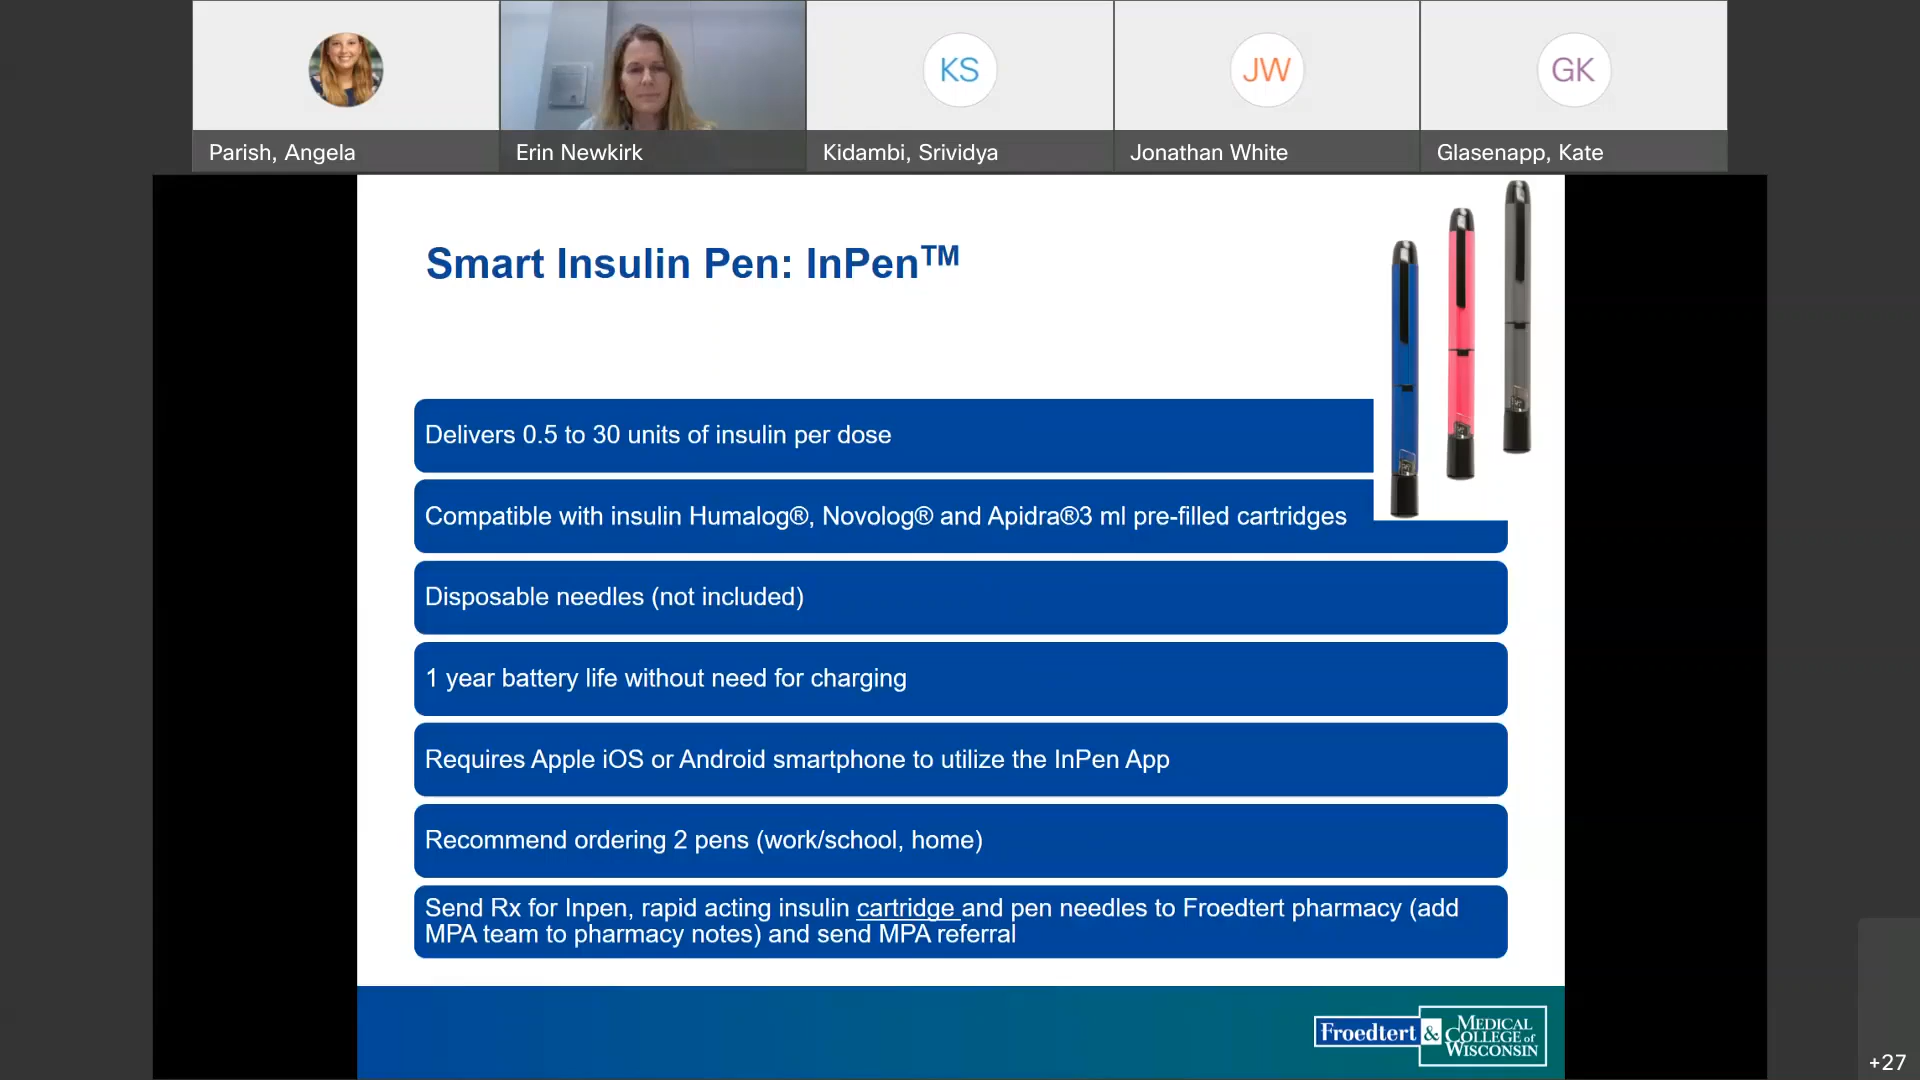 KS
JW
GK
Parish, Angela
Erin Newkirk
Kidambi, Srividya
Jonathan White
Glasenapp, Kate
Smart Insulin Pen: InPen™
Delivers 0.5 to 30 units of insulin per dose
Compatible with insulin Humalog®, Novolog® and Apidra®3 ml pre-filled cartridges
Disposable needles (not included)
1 year battery life without need for charging
Requires Apple iOS or Android smartphone to utilize the InPen App
Recommend ordering 2 pens (work/school, home)
Send Rx for Inpen, rapid acting insulin cartridge and pen needles to Froedtert pharmacy (add
MPA team to pharmacy notes) and send MPA referral
Froedtert &
MEDICAL
COLLEGE of
WISCONSIN
+27